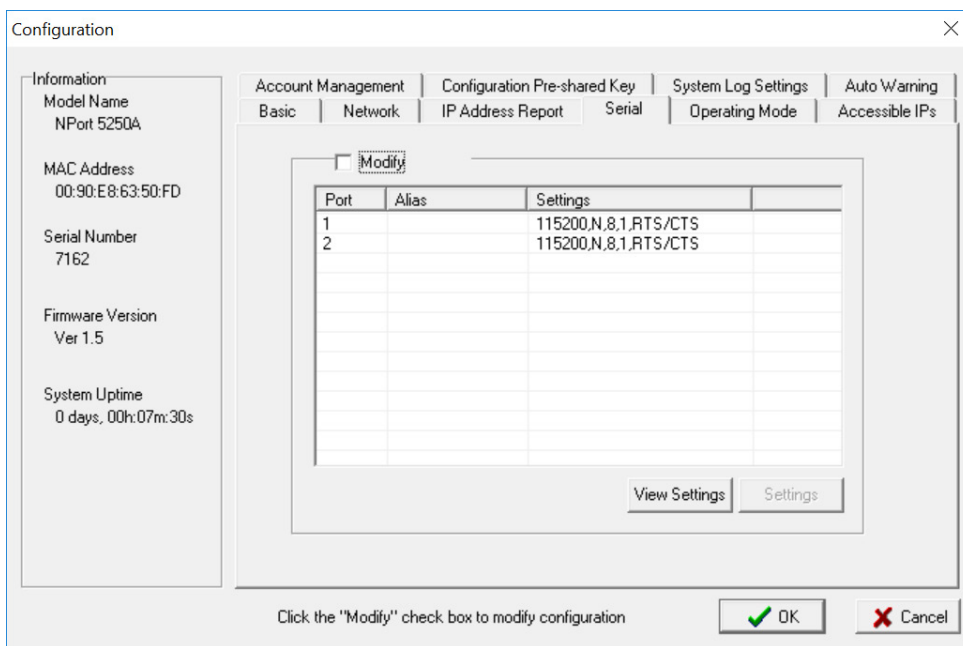 Configuration
Information
Model Name
NPort 5250A
MAC Address
00:90:E8:63:50:FD
Serial Number
7162
Firmware Version
Ver 1.5
System Uptime
0 days, 00h:07m:30s
Account Management Configuration Pre-shared Key System Log Settings Auto Warning
Basic Network IP Address Report Serial Operating Mode Accessible IPs
Modify
Port Alias Settings
1 115200,N,8,1,RTS/CTS
2 115200,N,8,1,RTS/CTS
View Settings Settings
Click the "Modify" check box to modify configuration
OK Cancel